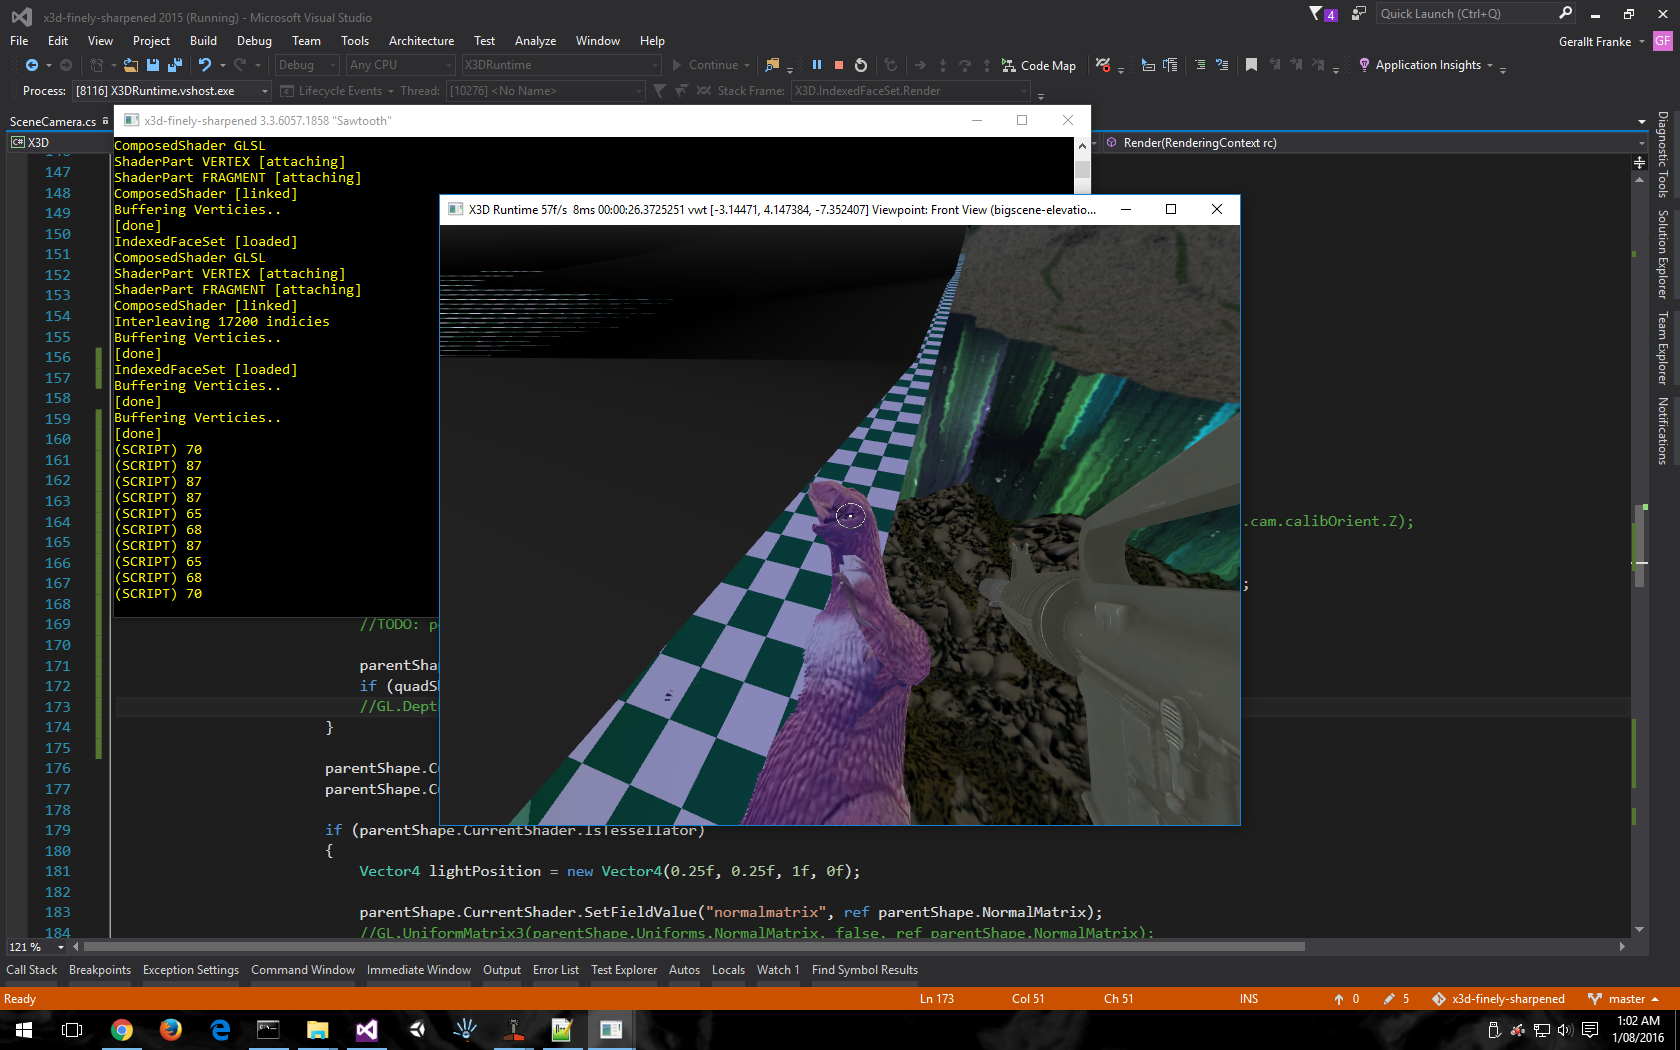 x3d-finely-sharpened 2015 (Running) - Microsoft Visual Studio
4
Quick Launch (Ctrl+Q)
File Edit View Project Build Debug Team Tools Architecture Test Analyze Window Help
Gerallt Franke GF
Debug Any CPU X3DRuntime Continue Code Map Application Insights
Process: [8116] X3DRuntime.vshost.exe Lifecycle Events Thread: [10276] <No Name> Stack Frame: X3D.IndexedFaceSet.Render
SceneCamera.cs
x3d-finely-sharpened 3.3.6057.1858 "Sawtooth"
X3D
Render(RenderingContext rc)
ComposedShader GLSL
ShaderPart VERTEX [attaching]
ShaderPart FRAGMENT [attaching]
ComposedShader [linked]
Buffering Verticies..
[done]
IndexedFaceSet [loaded]
ComposedShader GLSL
ShaderPart VERTEX [attaching]
ShaderPart FRAGMENT [attaching]
ComposedShader [linked]
Interleaving 17200 indicies
Buffering Verticies..
[done]
IndexedFaceSet [loaded]
Buffering Verticies..
[done]
Buffering Verticies..
[done]
(SCRIPT) 70
(SCRIPT) 87
(SCRIPT) 87
(SCRIPT) 87
(SCRIPT) 65
(SCRIPT) 68
(SCRIPT) 87
(SCRIPT) 65
(SCRIPT) 68
(SCRIPT) 70
X3D Runtime 57f/s 8ms 00:00:26.3725251 vwt [-3.14471, 4.147384, -7.352407] Viewpoint: Front View (bigscene-elevatio...
147
148
149
150
151
152
153
154
155
156
157
158
159
160
161
162
163
164 .cam.calibOrient.Z);
165
166
167 ;
168
169 //TODO: p
170
171 parentSha
172 if (quadS
173 //GL.Dept
174 }
175
176 parentShape.C
177 parentShape.C
178
179 if (parentShape.CurrentShader.IsTessellator)
180 {
181 Vector4 lightPosition = new Vector4(0.25f, 0.25f, 1f, 0f);
182
183 parentShape.CurrentShader.SetFieldValue("normalmatrix", ref parentShape.NormalMatrix);
184 //GL.UniformMatrix3(parentShape.Uniforms.NormalMatrix, false, ref parentShape.NormalMatrix);
Diagnostic Tools
Solution Explorer
Team Explorer
Notifications
121 %
Call Stack Breakpoints Exception Settings Command Window Immediate Window Output Error List Test Explorer Autos Locals Watch 1 Find Symbol Results
Ready Ln 173 Col 51 Ch 51 INS 0 5 x3d-finely-sharpened master
1:02 AM
1/08/2016